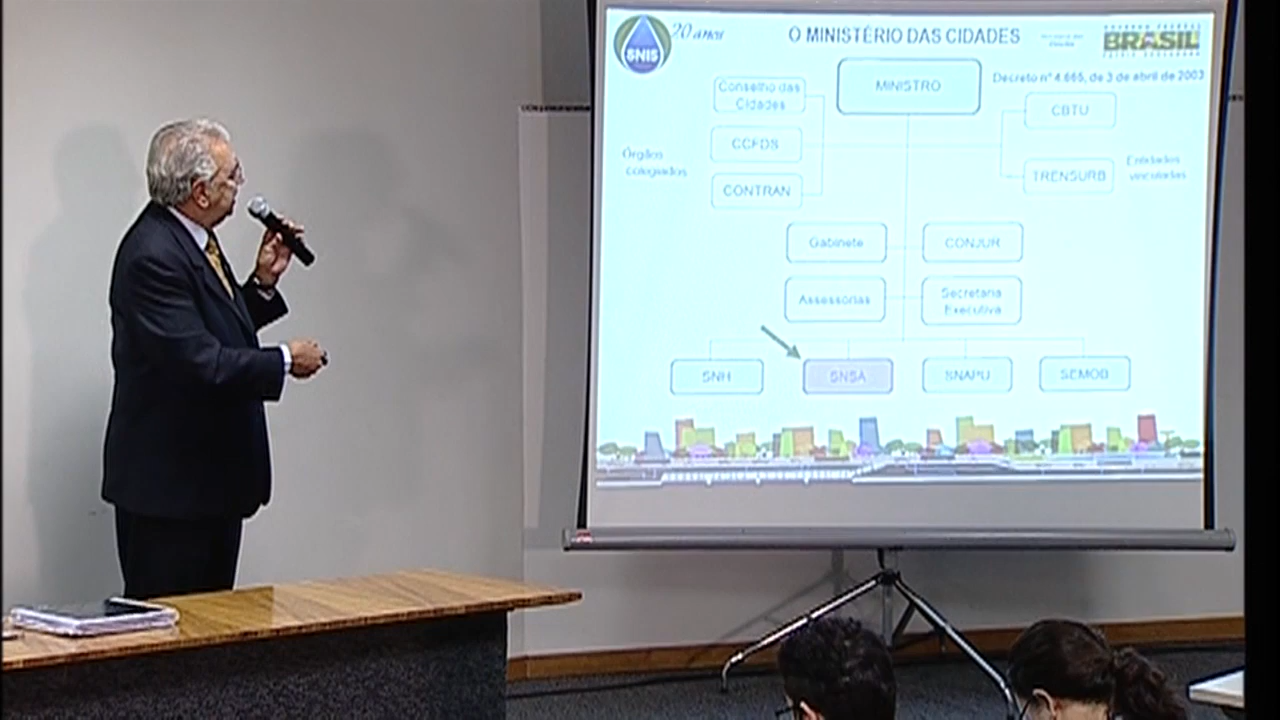 SNIS
20 anos
O MINISTÉRIO DAS CIDADES
BRASIL
Decreto nº 4.665, de 3 de abril de 2003
MINISTRO
Conselho das
Cidades
CCFDS
CONTRAN
Órgãos
colegiados
CBTU
TRENSURB
Entidades
vinculadas
Gabinete
CONJUR
Assessorias
Secretaria
Executiva
SNH
SNSA
SNAPU
SEMOB